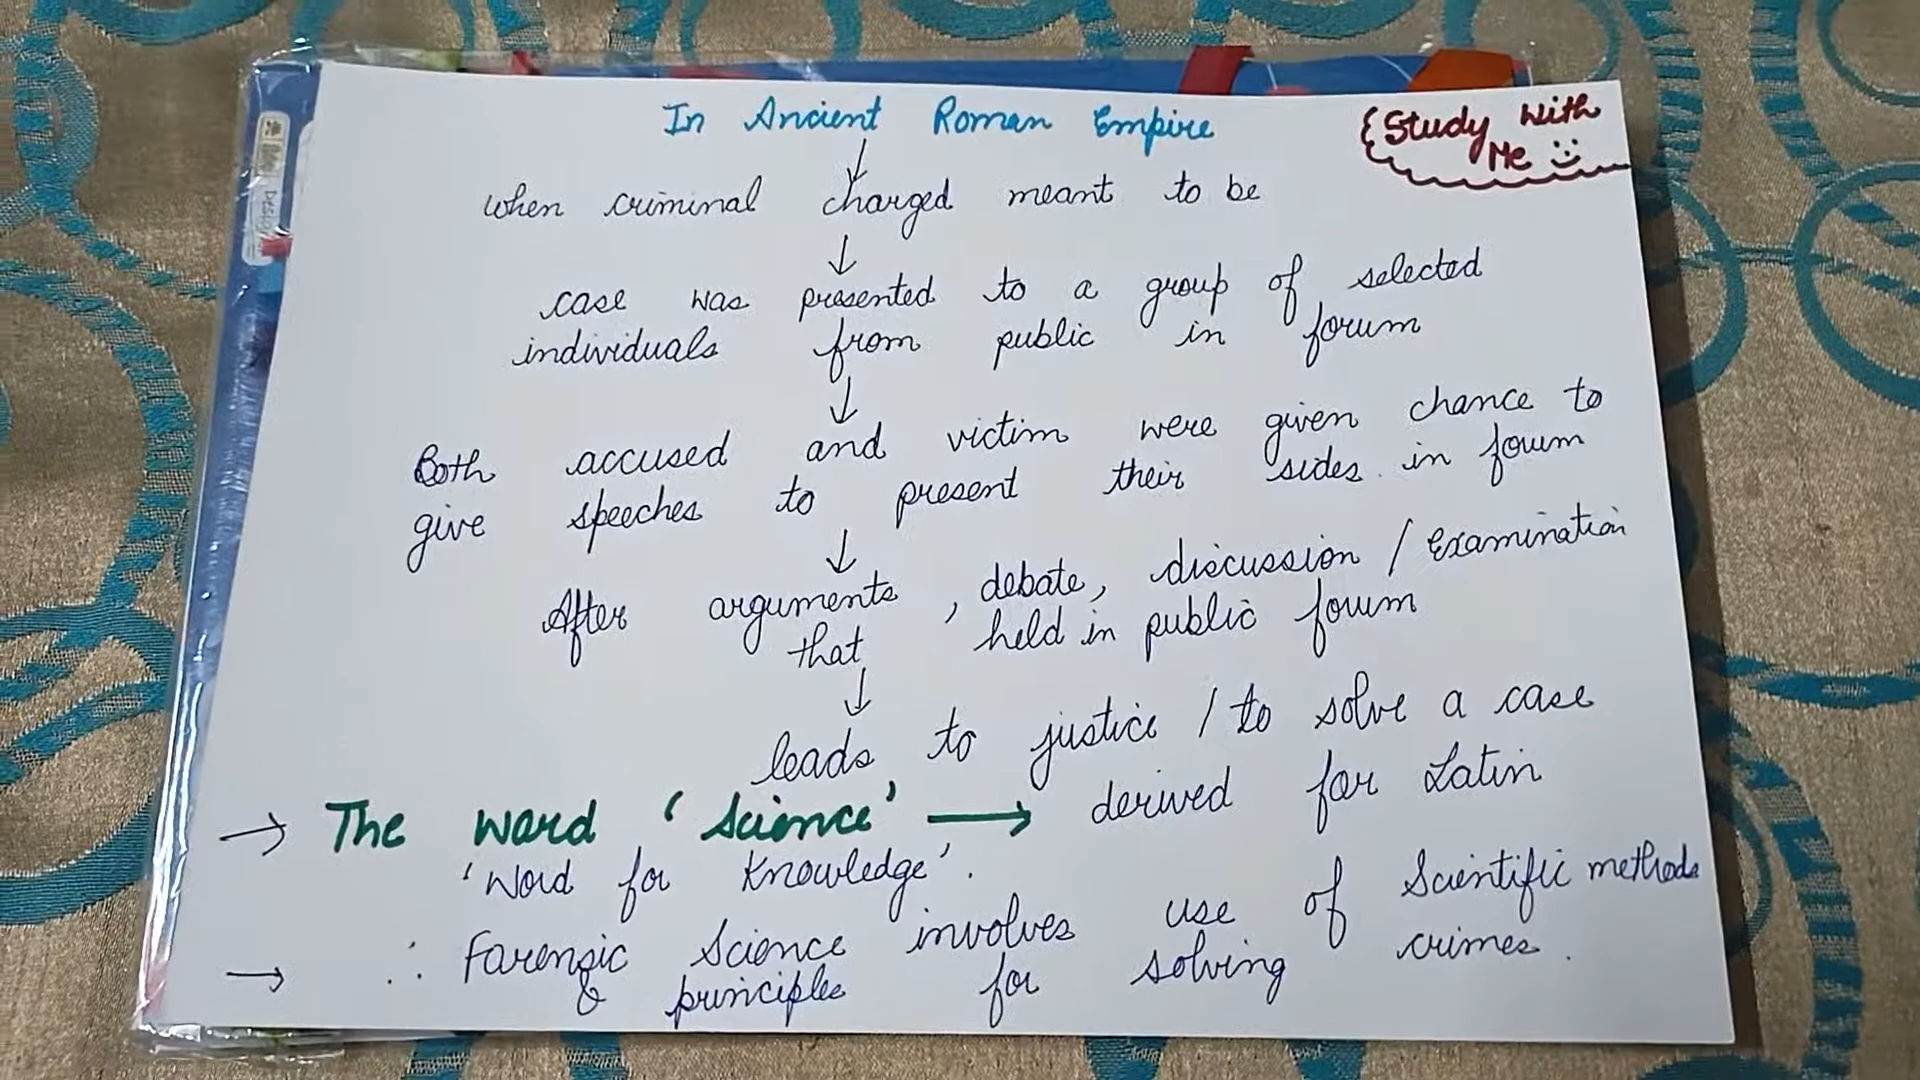 In Ancient Roman Empire
{Study With
Me
↓
when criminal charged meant to be
↓
case was presented to a group of selected
individuals from public in forum
↓
Both accused and victim were given chance to
give speeches to present their sides in forum
↓
After arguments, debate, discussion / Examination
that held in public forum
↓
leads to justice / to solve a case
→ The word 'Science' → derived for Latin
'Word for Knowledge'.
→ ∴ Forensic Science involves use of Scientific methods
& principles for solving crimes.